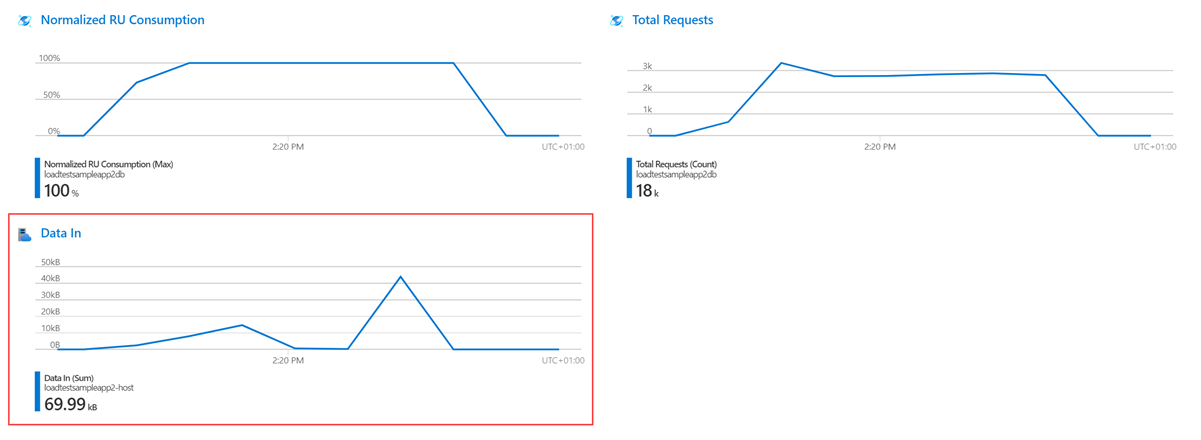 Normalized RU Consumption
100%
50%
0%
2:20 PM
UTC+01:00
Normalized RU Consumption (Max)
loadtestsampleapp2db
100 %
Total Requests
3k
2k
1k
0
2:20 PM
UTC+01:00
Total Requests (Count)
loadtestsampleapp2db
18 k
Data In
50kB
40kB
30kB
20kB
10kB
0B
2:20 PM
UTC+01:00
Data In (Sum)
loadtestsampleapp2-host
69.99 kB